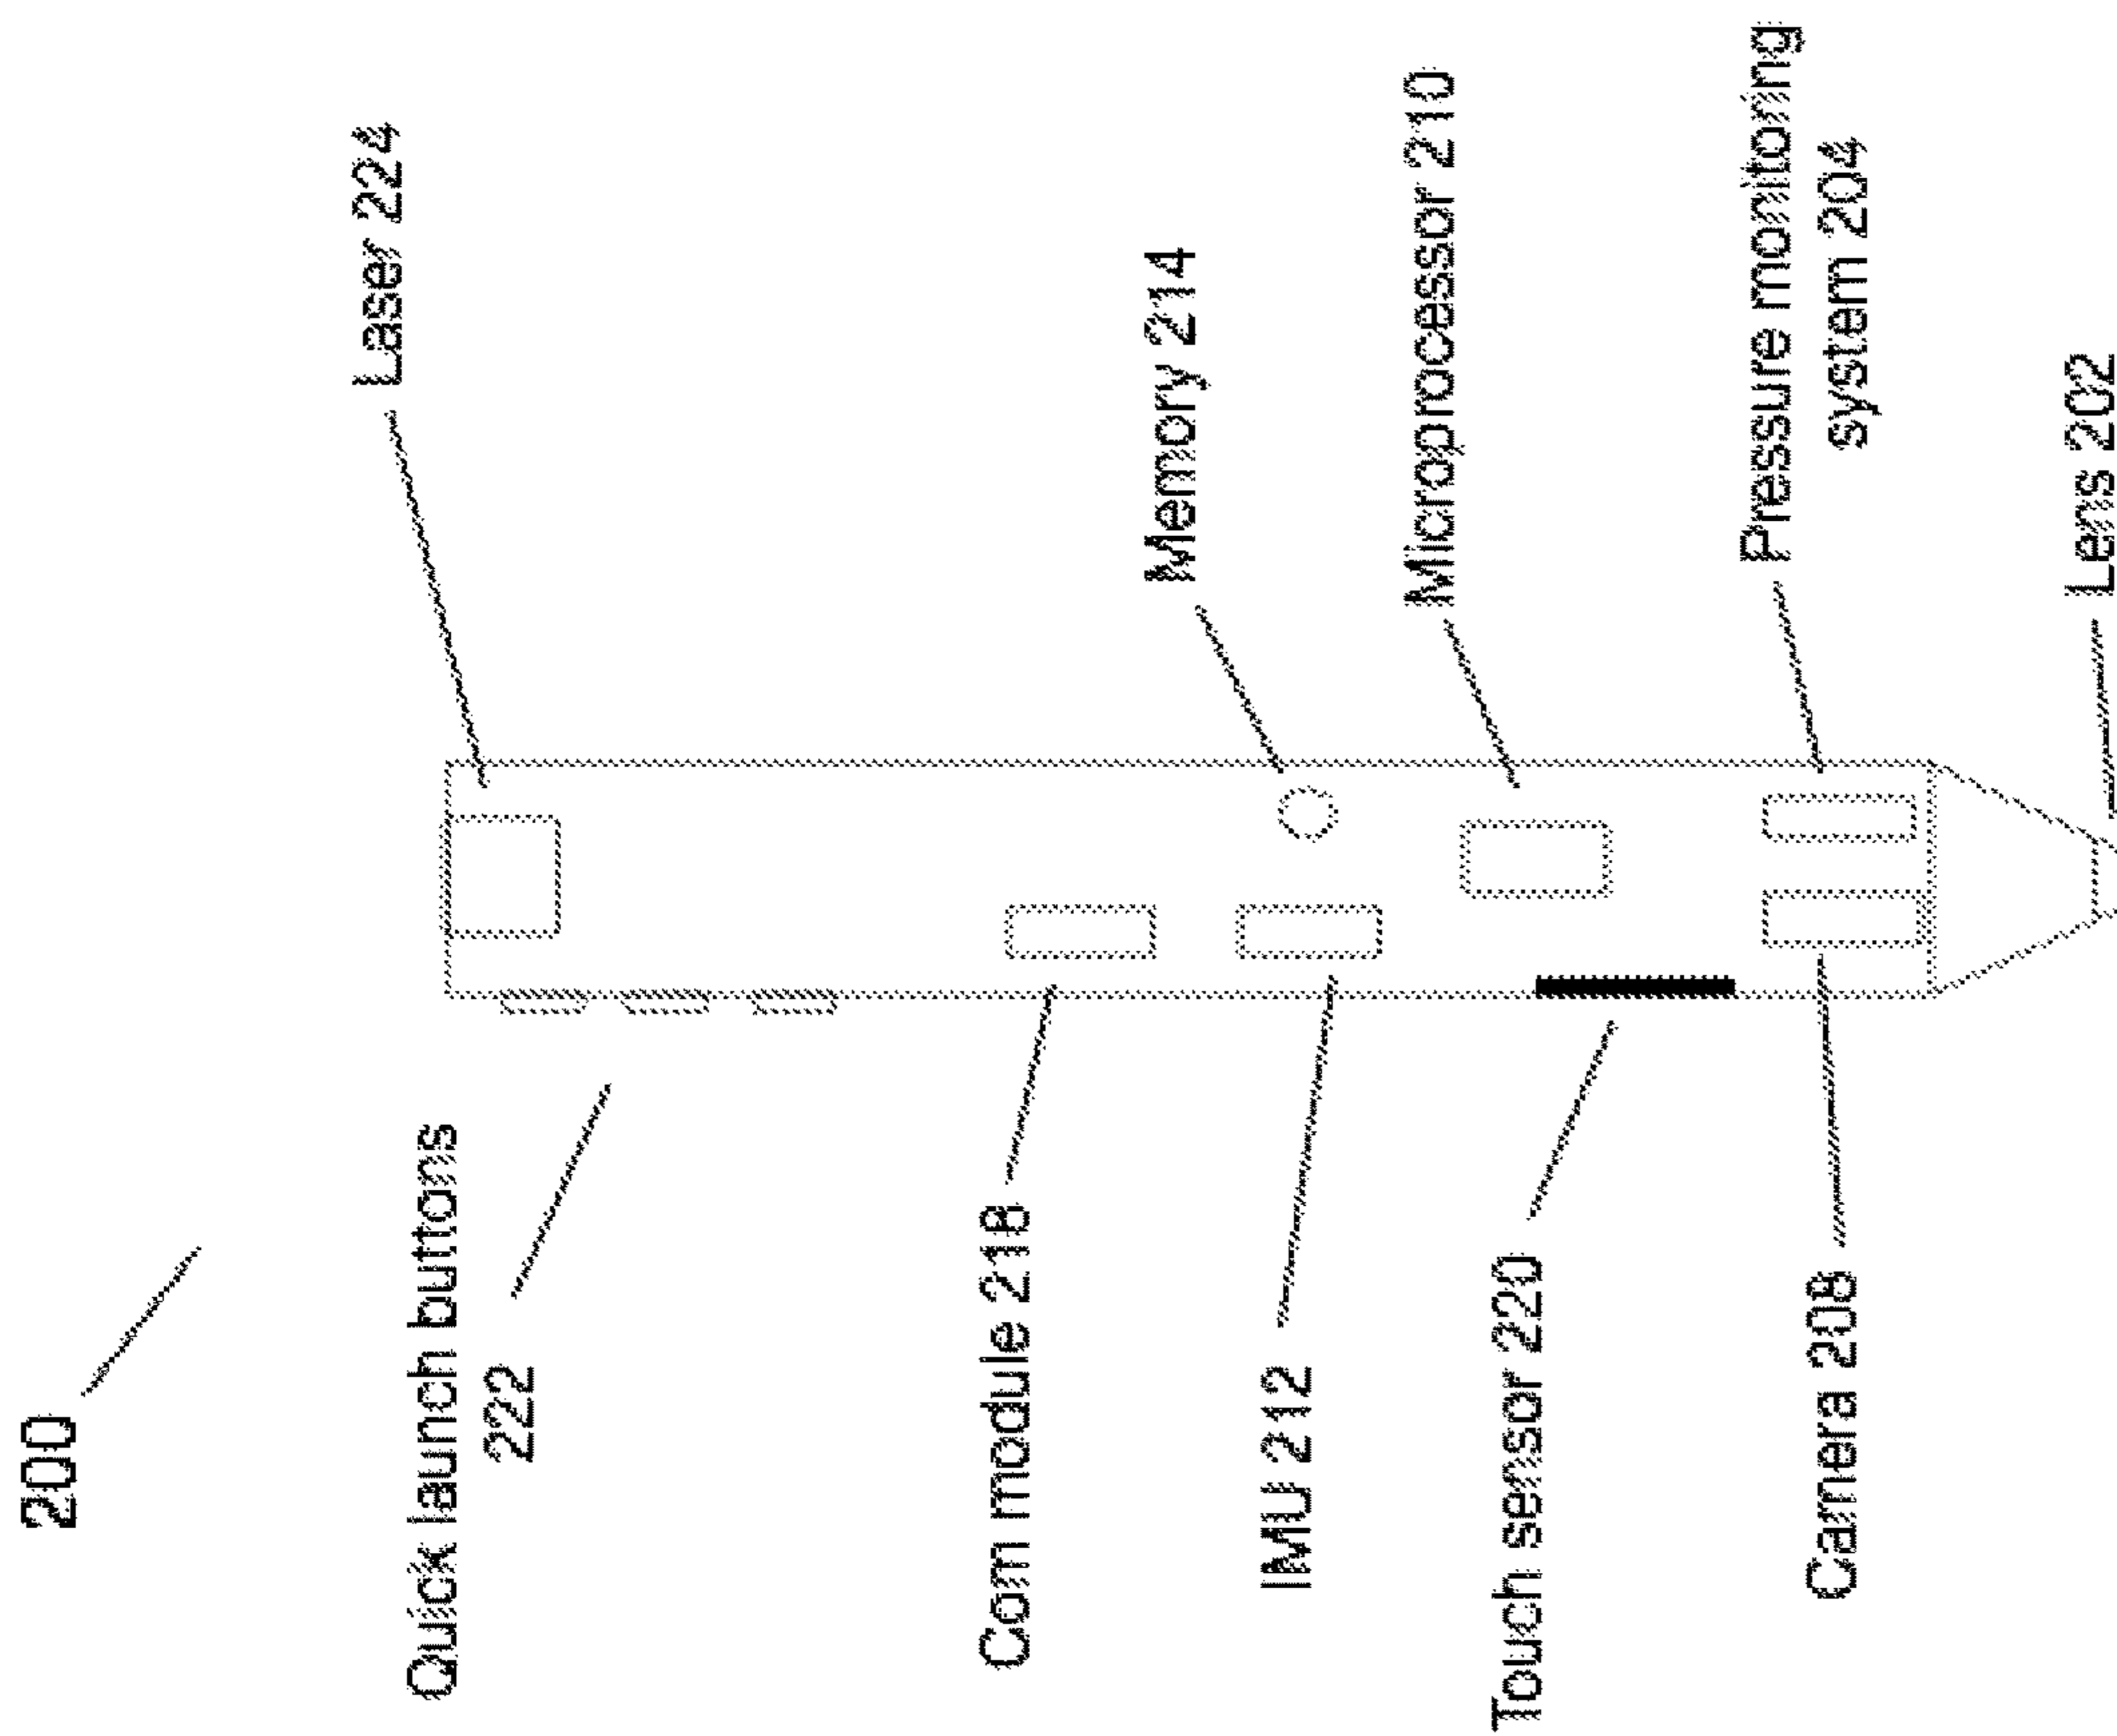 200
Quick launch buttons
222
Laser 224
Com module 218
Memory 214
IMU 212
Microprocessor 210
Touch sensor 220
Pressure monitoring
system 204
Camera 208
Lens 202